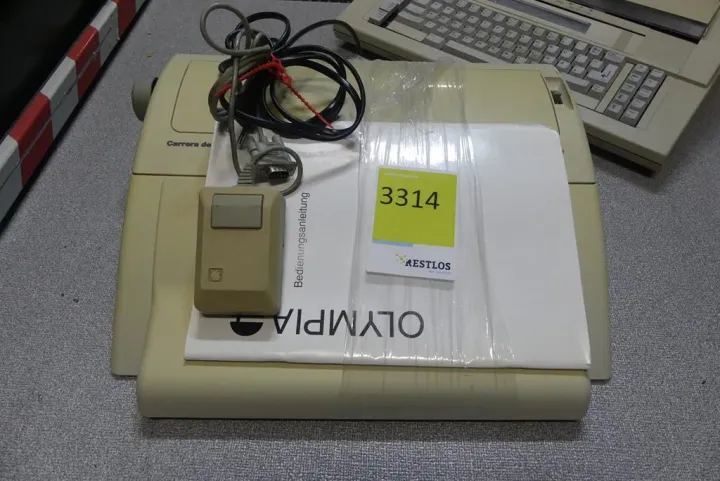 Carrera de
3314
RESTLOS
Bedienungsanleitung
OLYMPIA